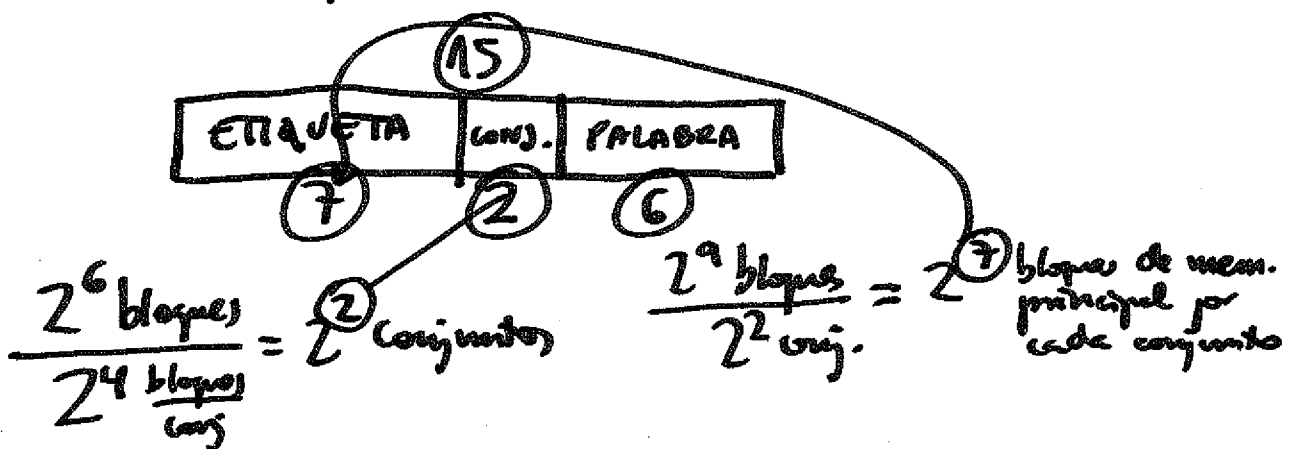 15
ETIQUETA CONJ. PALABRA
7 2 6
2^6 bloques / 2^4 bloques/conj = 2^2 conjuntos
2^9 bloques / 2^2 conj. = 2^7 bloques de mem.
principal por
cada conjunto